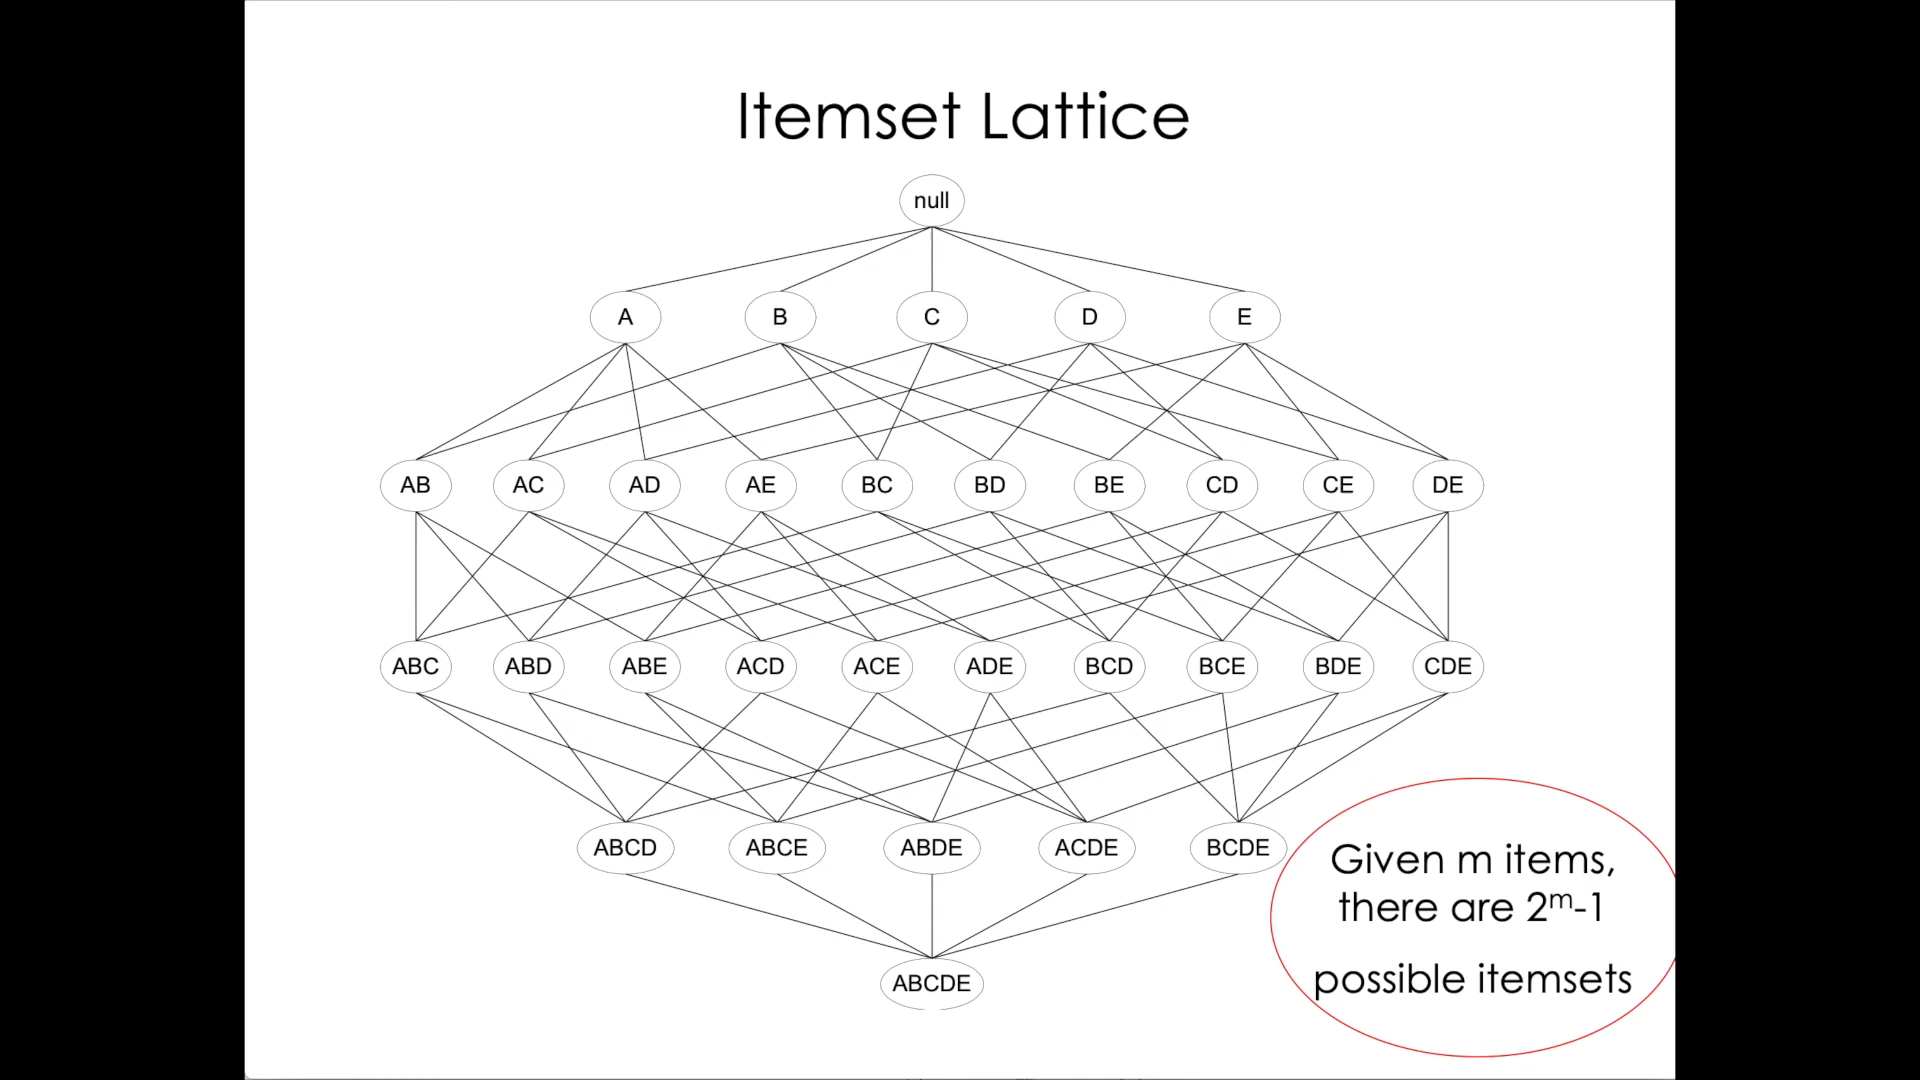 Itemset Lattice
null
A B C D E
AB AC AD AE BC BD BE CD CE DE
ABC ABD ABE ACD ACE ADE BCD BCE BDE CDE
ABCD ABCE ABDE ACDE BCDE
ABCDE
Given m items,
there are 2ᵐ-1
possible itemsets